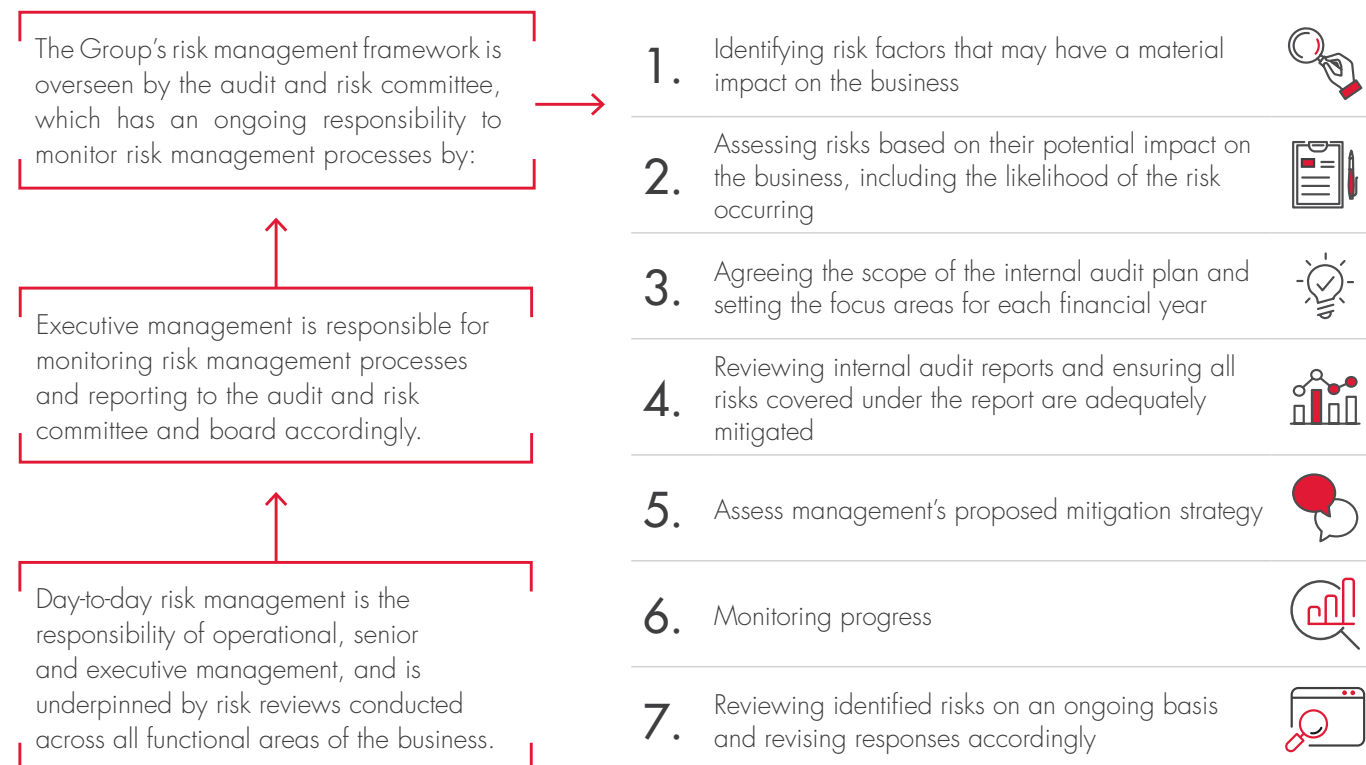 The Group's risk management framework is
overseen by the audit and risk committee,
which has an ongoing responsibility to
monitor risk management processes by:
Executive management is responsible for
monitoring risk management processes
and reporting to the audit and risk
committee and board accordingly.
Day-to-day risk management is the
responsibility of operational, senior
and executive management, and is
underpinned by risk reviews conducted
across all functional areas of the business.
1. Identifying risk factors that may have a material
impact on the business
2. Assessing risks based on their potential impact on
the business, including the likelihood of the risk
occurring
3. Agreeing the scope of the internal audit plan and
setting the focus areas for each financial year
4. Reviewing internal audit reports and ensuring all
risks covered under the report are adequately
mitigated
5. Assess management's proposed mitigation strategy
6. Monitoring progress
7. Reviewing identified risks on an ongoing basis
and revising responses accordingly